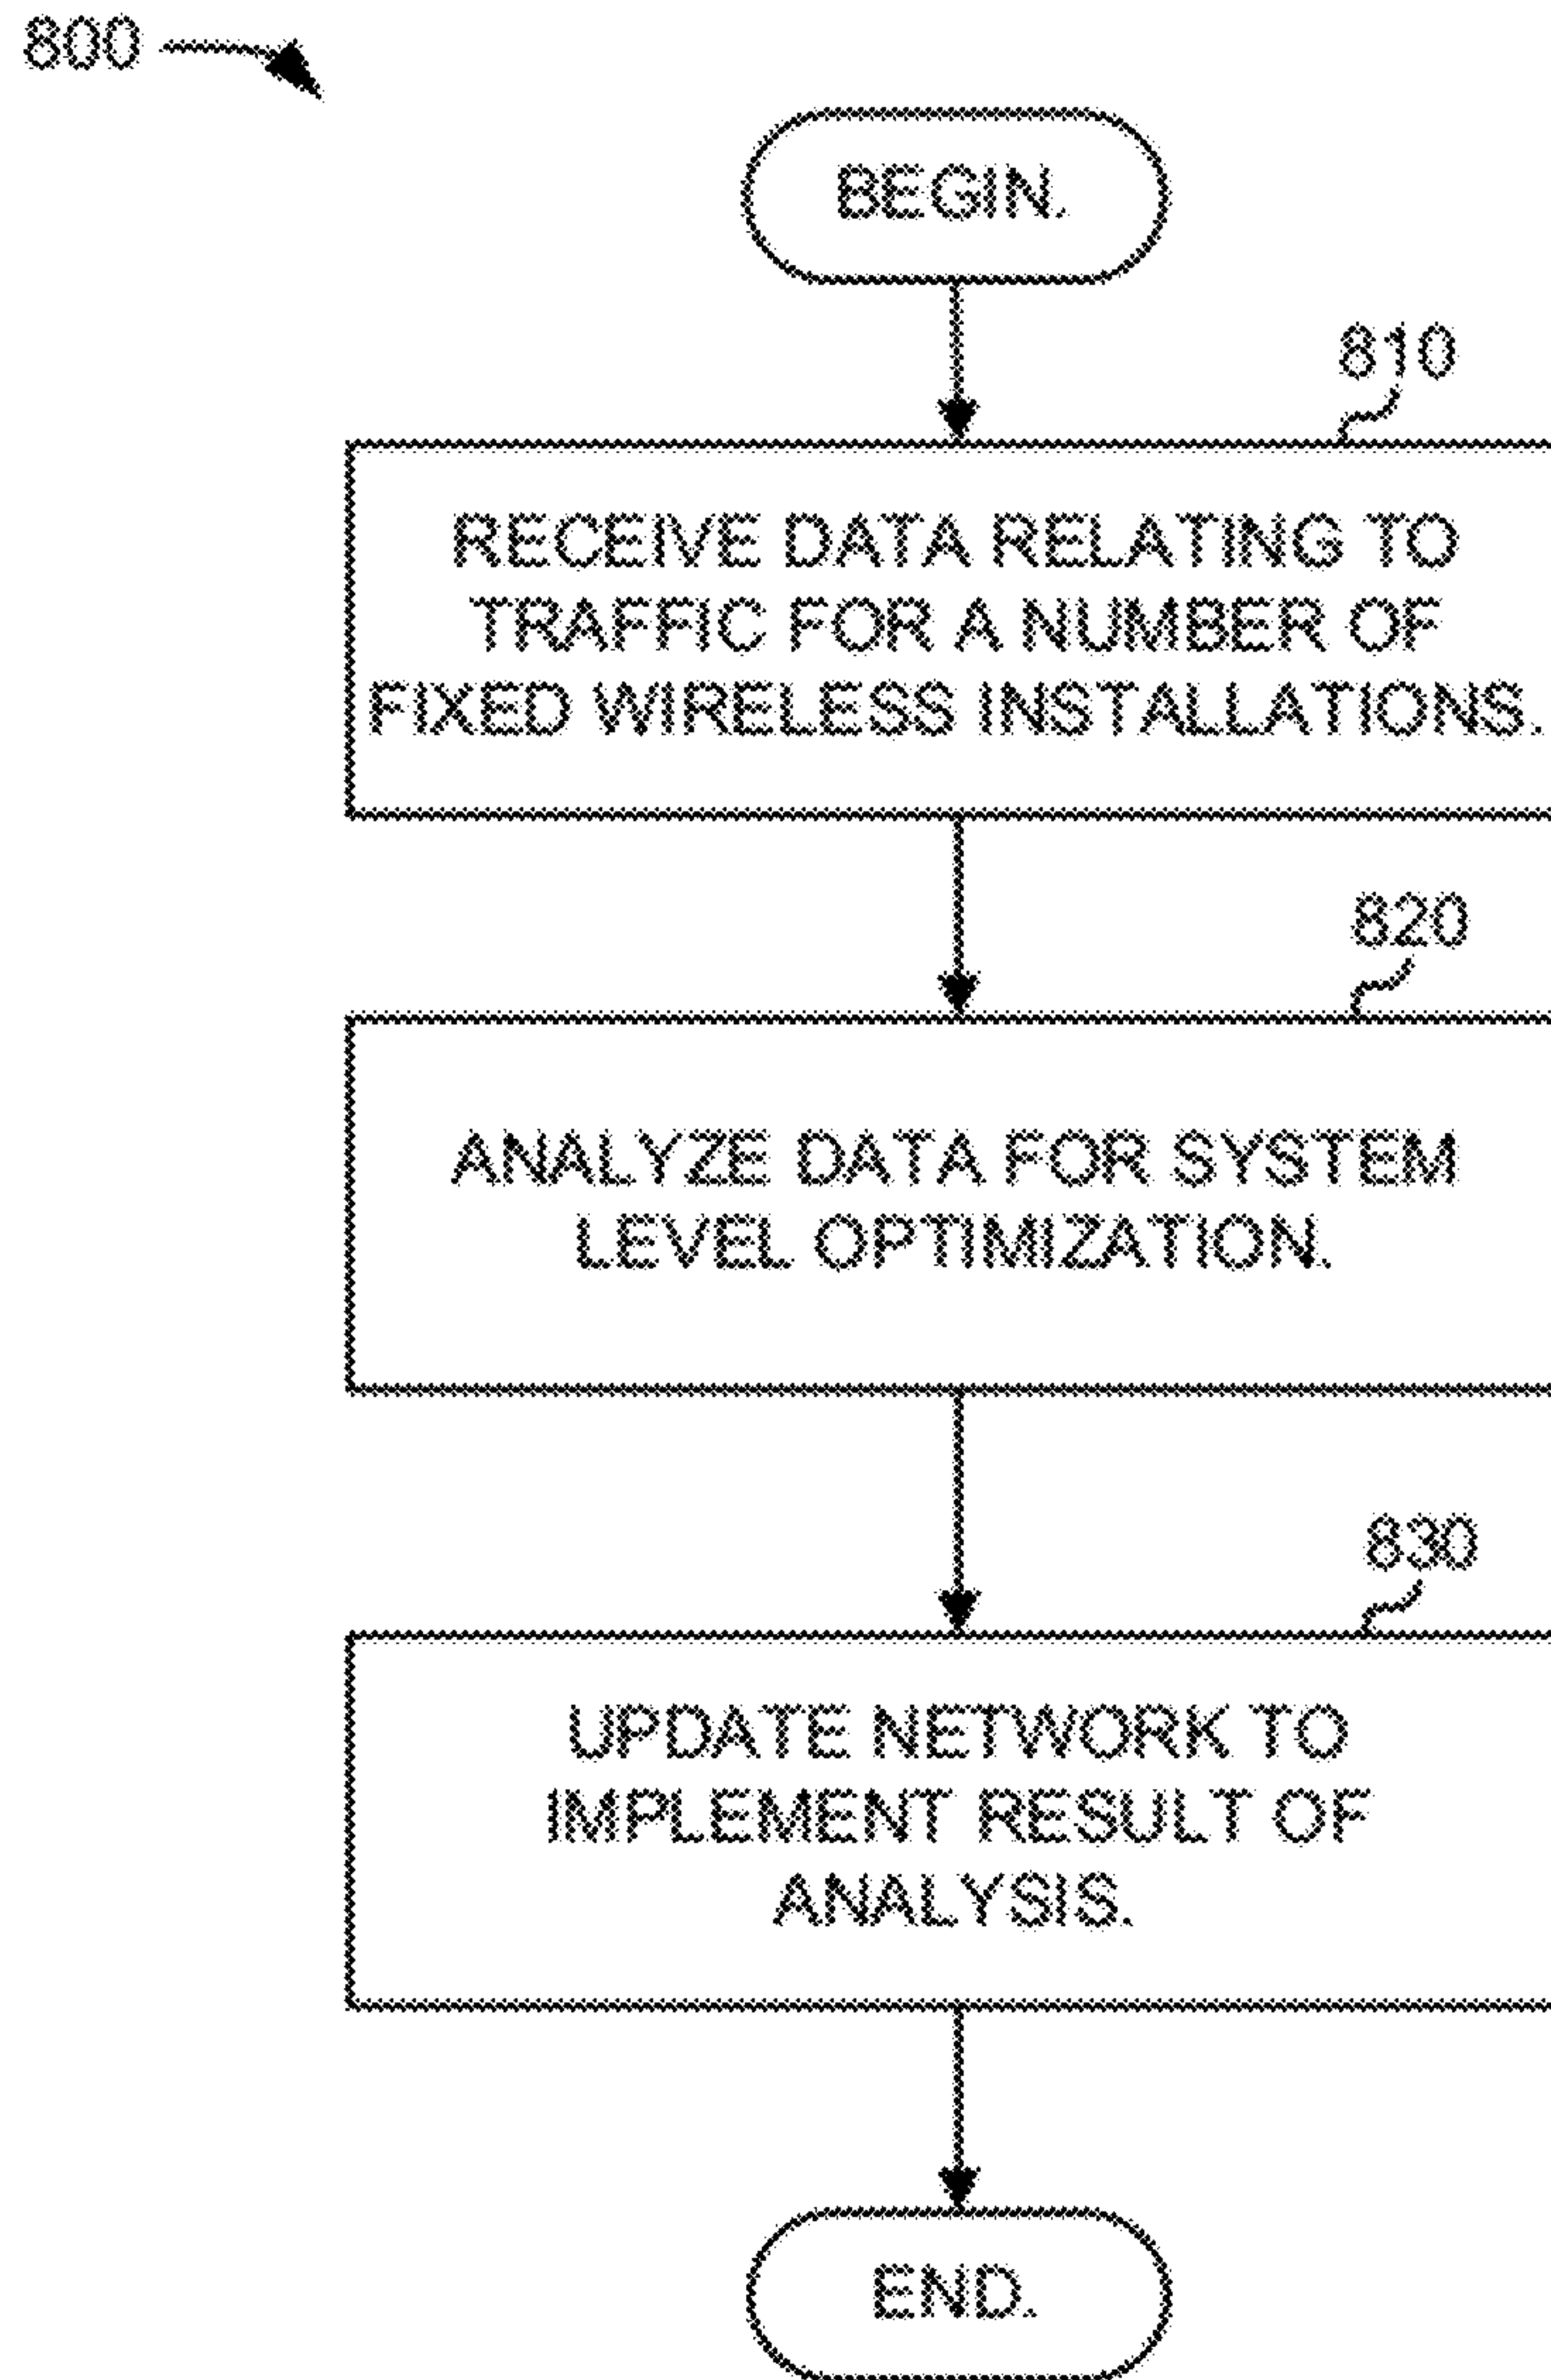 800
BEGIN.
810
RECEIVE DATA RELATING TO
TRAFFIC FOR A NUMBER OF
FIXED WIRELESS INSTALLATIONS.
820
ANALYZE DATA FOR SYSTEM
LEVEL OPTIMIZATION.
830
UPDATE NETWORK TO
IMPLEMENT RESULT OF
ANALYSIS.
END.